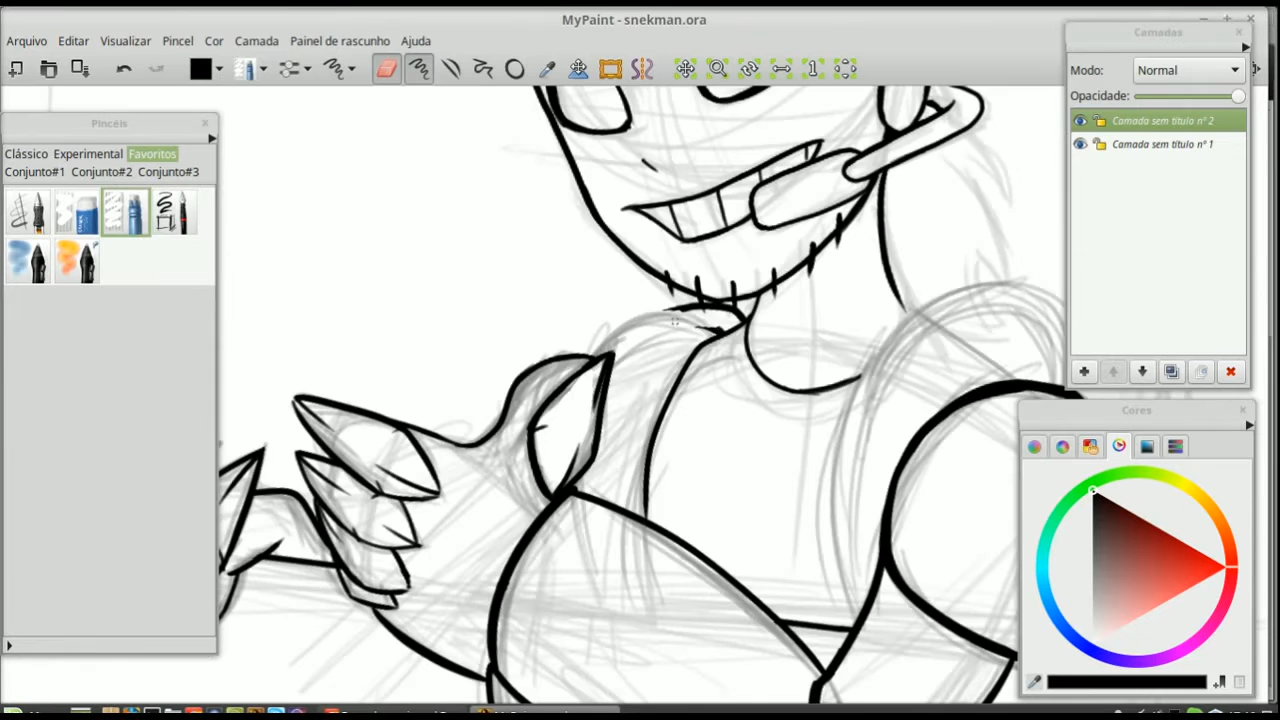 MyPaint - snekman.ora
Arquivo Editar Visualizar Pincel Cor Camada Painel de rascunho Ajuda
Camadas
Modo: Normal
Opacidade:
Camada sem título nº 2
Camada sem título nº 1
Pincéis
Clássico Experimental Favoritos
Conjunto#1 Conjunto#2 Conjunto#3
Cores